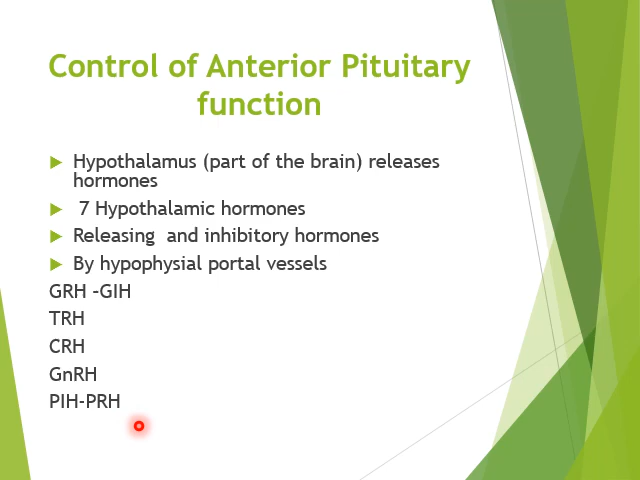 Control of Anterior Pituitary
function
Hypothalamus (part of the brain) releases
hormones
7 Hypothalamic hormones
Releasing and inhibitory hormones
By hypophysial portal vessels
GRH –GIH
TRH
CRH
GnRH
PIH-PRH